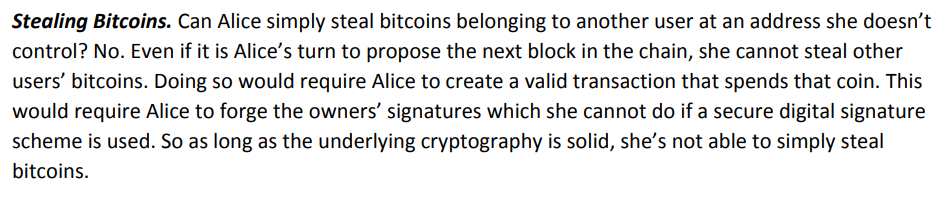 Stealing Bitcoins. Can Alice simply steal bitcoins belonging to another user at an address she doesn’t
control? No. Even if it is Alice’s turn to propose the next block in the chain, she cannot steal other
users’ bitcoins. Doing so would require Alice to create a valid transaction that spends that coin. This
would require Alice to forge the owners’ signatures which she cannot do if a secure digital signature
scheme is used. So as long as the underlying cryptography is solid, she’s not able to simply steal
bitcoins.